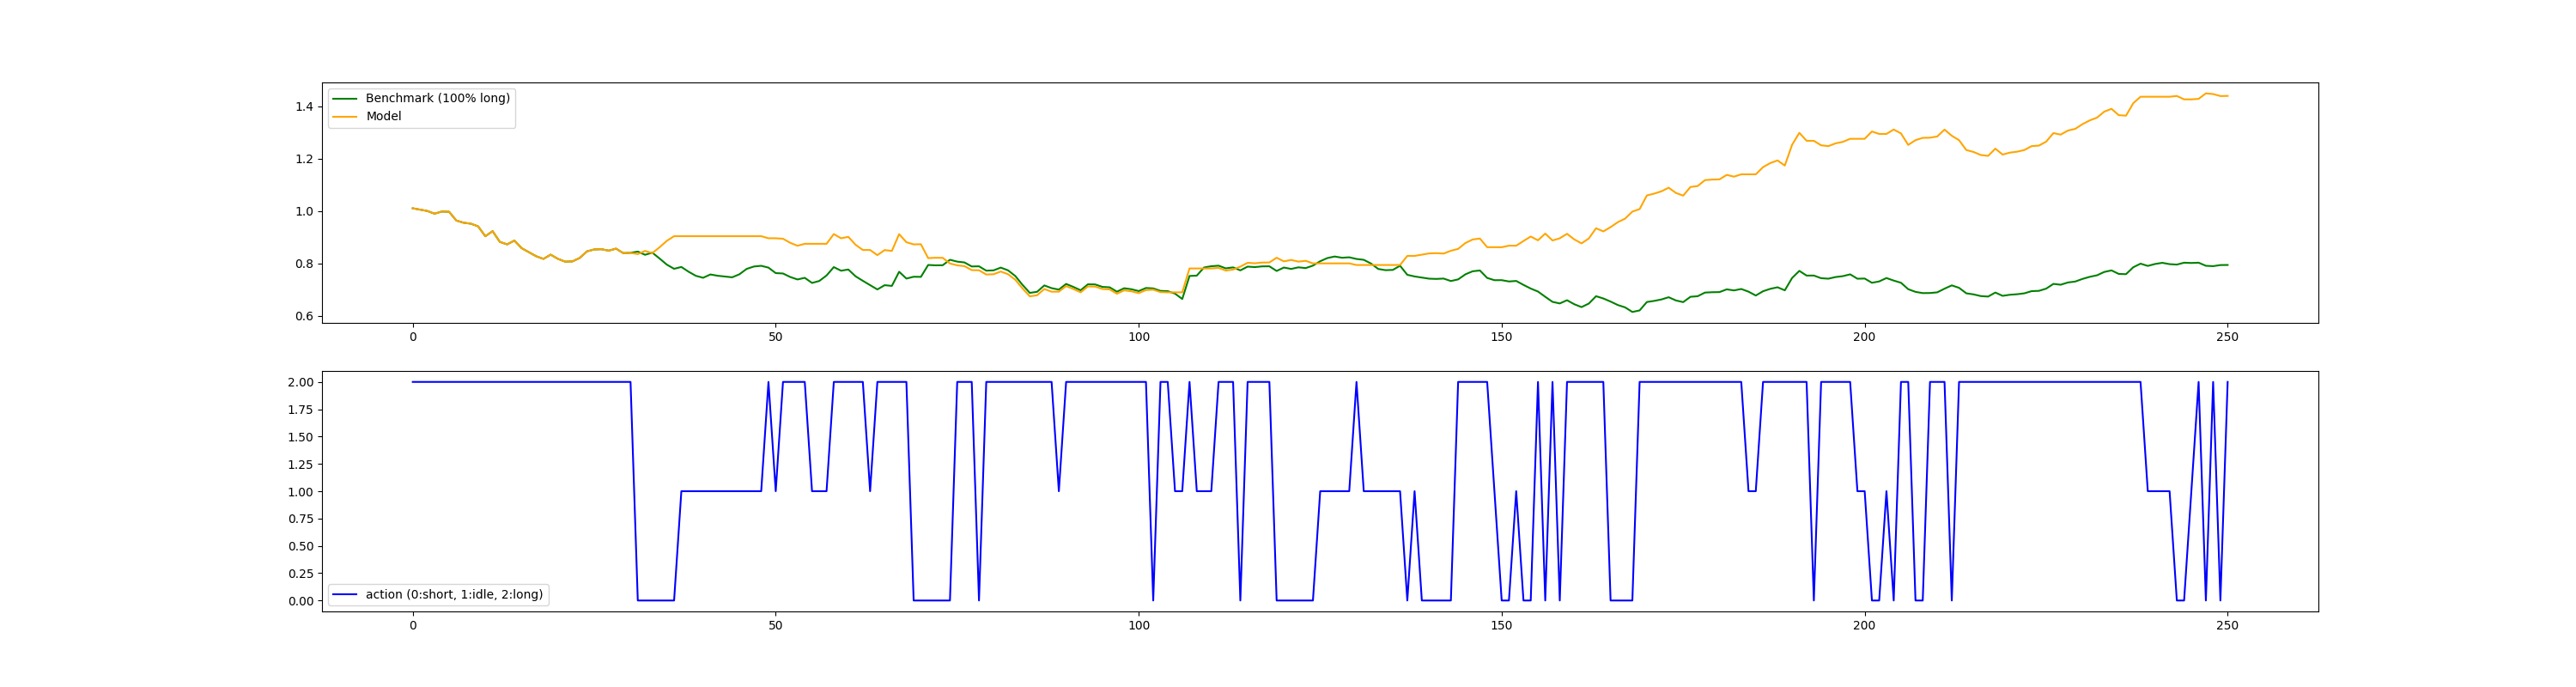 Benchmark (100% long)
Model
1.4
1.2
1.0
0.8
0.6
0 50 100 150 200 250
2.00
1.75
1.50
1.25
1.00
0.75
0.50
0.25
0.00
action (0:short, 1:idle, 2:long)
0 50 100 150 200 250